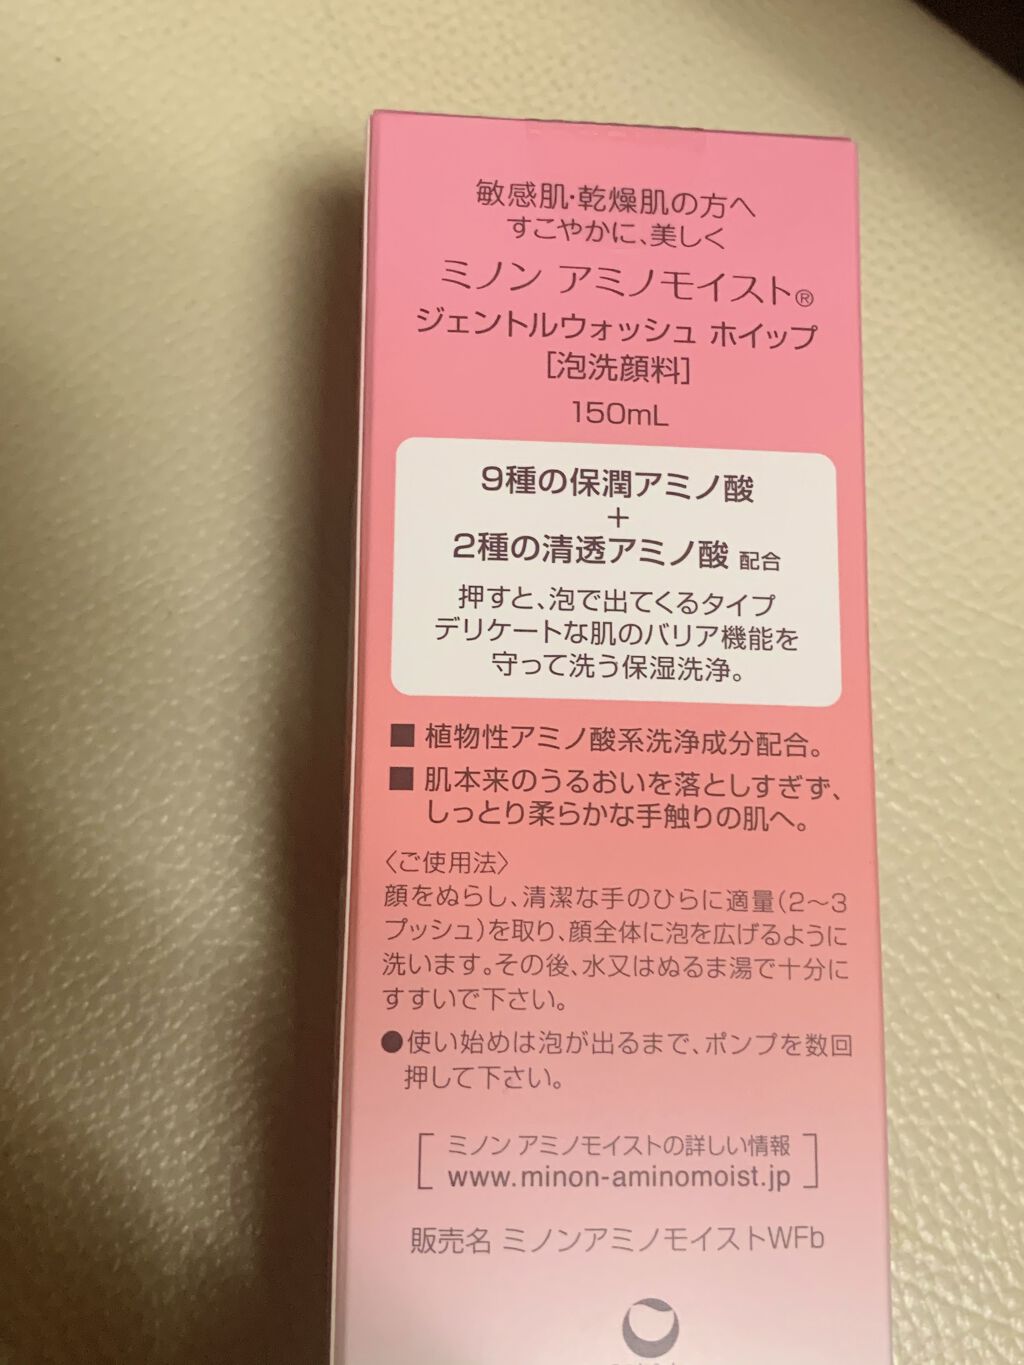 敏感肌・乾燥肌の方へ
すこやかに、美しく
ミノン アミノモイスト®
ジェントルウォッシュ ホイップ
[泡洗顔料]
150mL
9種の保潤アミノ酸
+
2種の清透アミノ酸 配合
押すと、泡で出てくるタイプ
デリケートな肌のバリア機能を
守って洗う保湿洗浄。
■ 植物性アミノ酸系洗浄成分配合。
■ 肌本来のうるおいを落としすぎず、
しっとり柔らかな手触りの肌へ。
〈ご使用法〉
顔をぬらし、清潔な手のひらに適量(2〜3
プッシュ)を取り、顔全体に泡を広げるように
洗います。その後、水又はぬるま湯で十分に
すすいで下さい。
●使い始めは泡が出るまで、ポンプを数回
押して下さい。
ミノン アミノモイストの詳しい情報
www.minon-aminomoist.jp
販売名 ミノンアミノモイストWFb